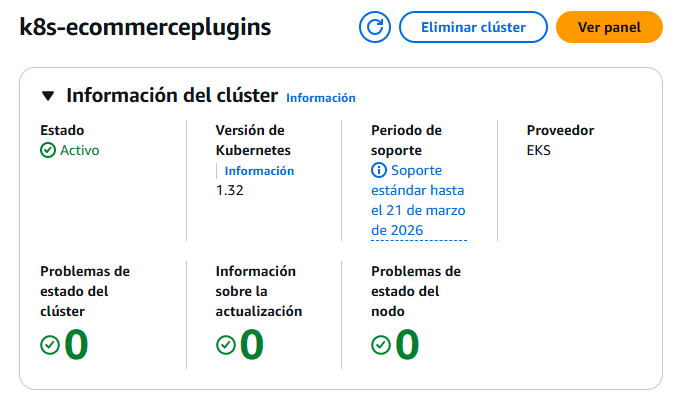 k8s-ecommerceplugins
Eliminar clúster
Ver panel
Información del clúster Información
Estado
Activo
Versión de
Kubernetes
Información
1.32
Periodo de
soporte
Soporte
estándar hasta
el 21 de marzo
de 2026
Proveedor
EKS
Problemas de
estado del
clúster
0
Información
sobre la
actualización
0
Problemas de
estado del
nodo
0